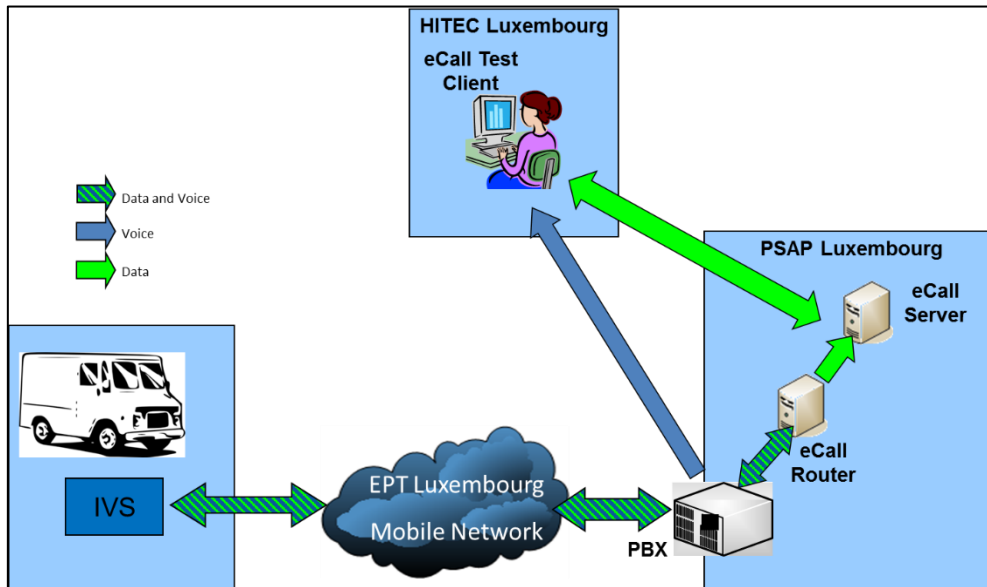 HITEC Luxembourg
eCall Test
Client
Data and Voice
Voice
Data
PSAP Luxembourg
eCall
Server
eCall
Router
IVS
EPT Luxembourg
Mobile Network
PBX